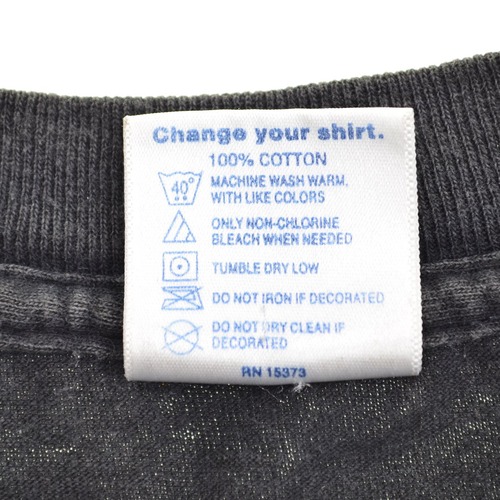 Change your shirt.
100% COTTON
40°
MACHINE WASH WARM,
WITH LIKE COLORS
ONLY NON-CHLORINE
BLEACH WHEN NEEDED
TUMBLE DRY LOW
DO NOT IRON IF DECORATED
DO NOT DRY CLEAN IF
DECORATED
RN 15373